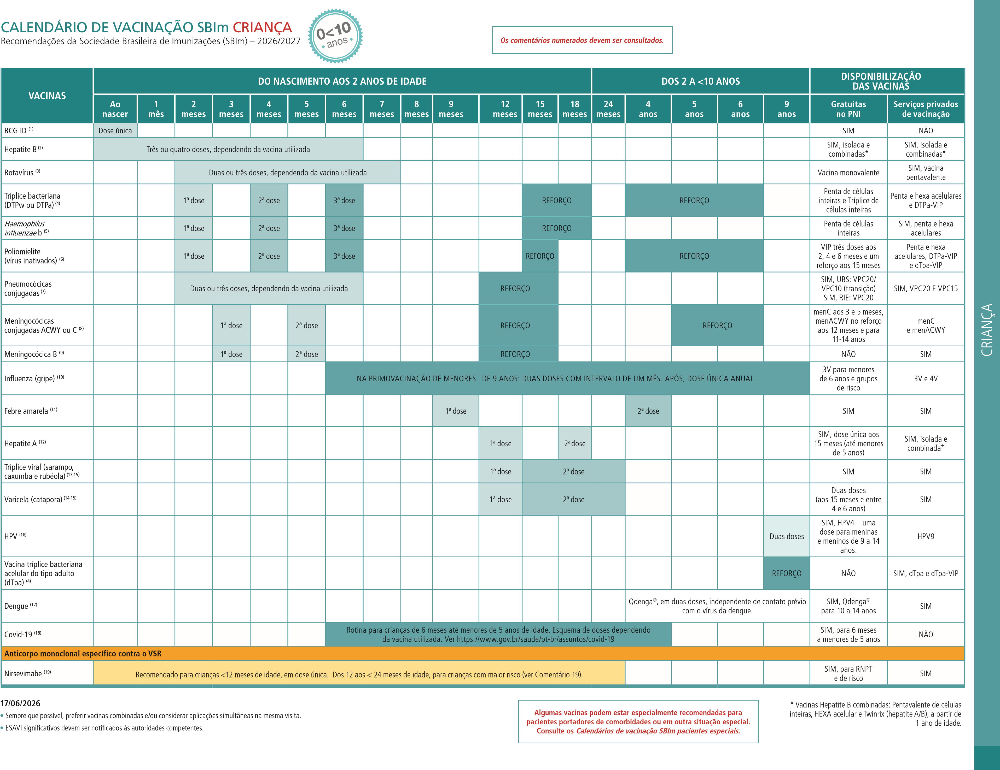 CALENDÁRIO DE VACINAÇÃO SBIm CRIANÇA
Recomendações da Sociedade Brasileira de Imunizações (SBIm) – 2026/2027
0<10
anos
Os comentários numerados devem ser consultados.
VACINAS
DO NASCIMENTO AOS 2 ANOS DE IDADE
DOS 2 A <10 ANOS
DISPONIBILIZAÇÃO
DAS VACINAS
Ao
nascer
1
mês
2
meses
3
meses
4
meses
5
meses
6
meses
7
meses
8
meses
9
meses
12
meses
15
meses
18
meses
24
meses
4
anos
5
anos
6
anos
9
anos
Gratuitas
no PNI
Serviços privados
de vacinação
BCG ID (1)
Dose única
SIM
NÃO
Hepatite B (2)
Três ou quatro doses, dependendo da vacina utilizada
SIM, isolada e
combinadas*
SIM, isolada e
combinadas*
Rotavírus (3)
Duas ou três doses, dependendo da vacina utilizada
Vacina monovalente
SIM, vacina
pentavalente
Tríplice bacteriana
(DTPw ou DTPa) (4)
1ª dose
2ª dose
3ª dose
REFORÇO
REFORÇO
Penta de células
inteiras e Tríplice de
células inteiras
Penta e hexa acelulares
e DTPa-VIP
Haemophilus
influenzae b (5)
1ª dose
2ª dose
3ª dose
REFORÇO
Penta de células
inteiras
SIM, penta e hexa
acelulares
Poliomielite
(vírus inativados) (6)
1ª dose
2ª dose
3ª dose
REFORÇO
REFORÇO
VIP três doses aos
2, 4 e 6 meses e um
reforço aos 15 meses
Penta e hexa
acelulares, DTPa-VIP
e dTpa-VIP
Pneumocócicas
conjugadas (7)
Duas ou três doses, dependendo da vacina utilizada
REFORÇO
SIM, UBS: VPC20/
VPC10 (transição)
SIM, RIE: VPC20
SIM, VPC20 E VPC15
Meningocócicas
conjugadas ACWY ou C (8)
1ª dose
2ª dose
REFORÇO
REFORÇO
menC aos 3 e 5 meses,
menACWY no reforço
aos 12 meses e para
11-14 anos
menC
e menACWY
Meningocócica B (9)
1ª dose
2ª dose
REFORÇO
NÃO
SIM
Influenza (gripe) (10)
NA PRIMOVACINAÇÃO DE MENORES DE 9 ANOS: DUAS DOSES COM INTERVALO DE UM MÊS. APÓS, DOSE ÚNICA ANUAL.
3V para menores
de 6 anos e grupos
de risco
3V e 4V
Febre amarela (11)
1ª dose
2ª dose
SIM
SIM
Hepatite A (12)
1ª dose
2ª dose
SIM, dose única aos
15 meses (até menores
de 5 anos)
SIM, isolada e
combinada*
Tríplice viral (sarampo,
caxumba e rubéola) (13,15)
1ª dose
2ª dose
SIM
SIM
Varicela (catapora) (14,15)
1ª dose
2ª dose
Duas doses
(aos 15 meses e entre
4 e 6 anos)
SIM
HPV (16)
Duas doses
SIM, HPV4 – uma
dose para meninas
e meninos de 9 a 14
anos.
HPV9
Vacina tríplice bacteriana
acelular do tipo adulto
(dTpa) (4)
REFORÇO
NÃO
SIM, dTpa e dTpa-VIP
Dengue (17)
Qdenga®, em duas doses, independente de contato prévio
com o vírus da dengue.
SIM, Qdenga®
para 10 a 14 anos
SIM
Covid-19 (18)
Rotina para crianças de 6 meses até menores de 5 anos de idade. Esquema de doses dependendo
da vacina utilizada. Ver https://www.gov.br/saude/pt-br/assuntos/covid-19
SIM, para 6 meses
a menores de 5 anos
NÃO
Anticorpo monoclonal específico contra o VSR
Nirsevimabe (19)
Recomendado para crianças <12 meses de idade, em dose única. Dos 12 aos < 24 meses de idade, para crianças com maior risco (ver Comentário 19).
SIM, para RNPT
e de risco
SIM
17/06/2026
• Sempre que possível, preferir vacinas combinadas e/ou considerar aplicações simultâneas na mesma visita.
• ESAVI significativos devem ser notificados às autoridades competentes.
Algumas vacinas podem estar especialmente recomendadas para
pacientes portadores de comorbidades ou em outra situação especial.
Consulte os Calendários de vacinação SBIm pacientes especiais.
* Vacinas Hepatite B combinadas: Pentavalente de células
inteiras, HEXA acelular e Twinrix (hepatite A/B), a partir de
1 ano de idade.
CRIANÇA